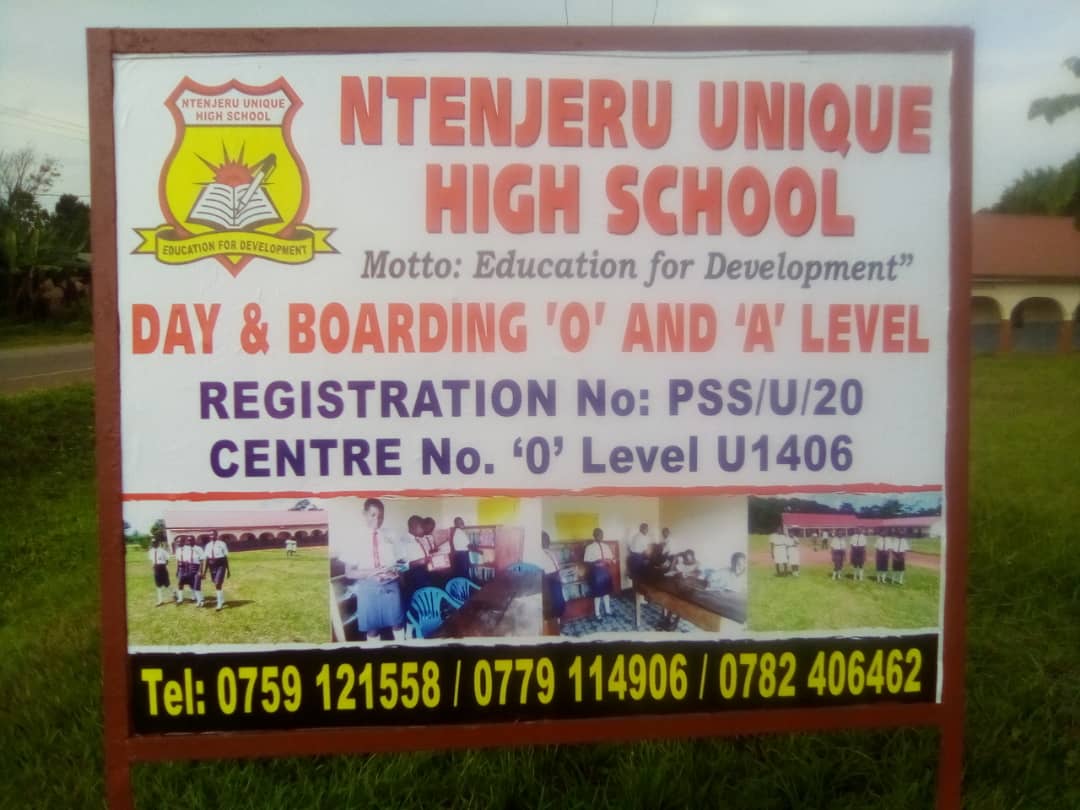 NTENJERU UNIQUE
HIGH SCHOOL
EDUCATION FOR DEVELOPMENT
NTENJERU UNIQUE
HIGH SCHOOL
Motto: Education for Development”
DAY & BOARDING 'O' AND ‘A’ LEVEL
REGISTRATION No: PSS/U/20
CENTRE No. ‘O’ Level U1406
Tel: 0759 121558 / 0779 114906 / 0782 406462